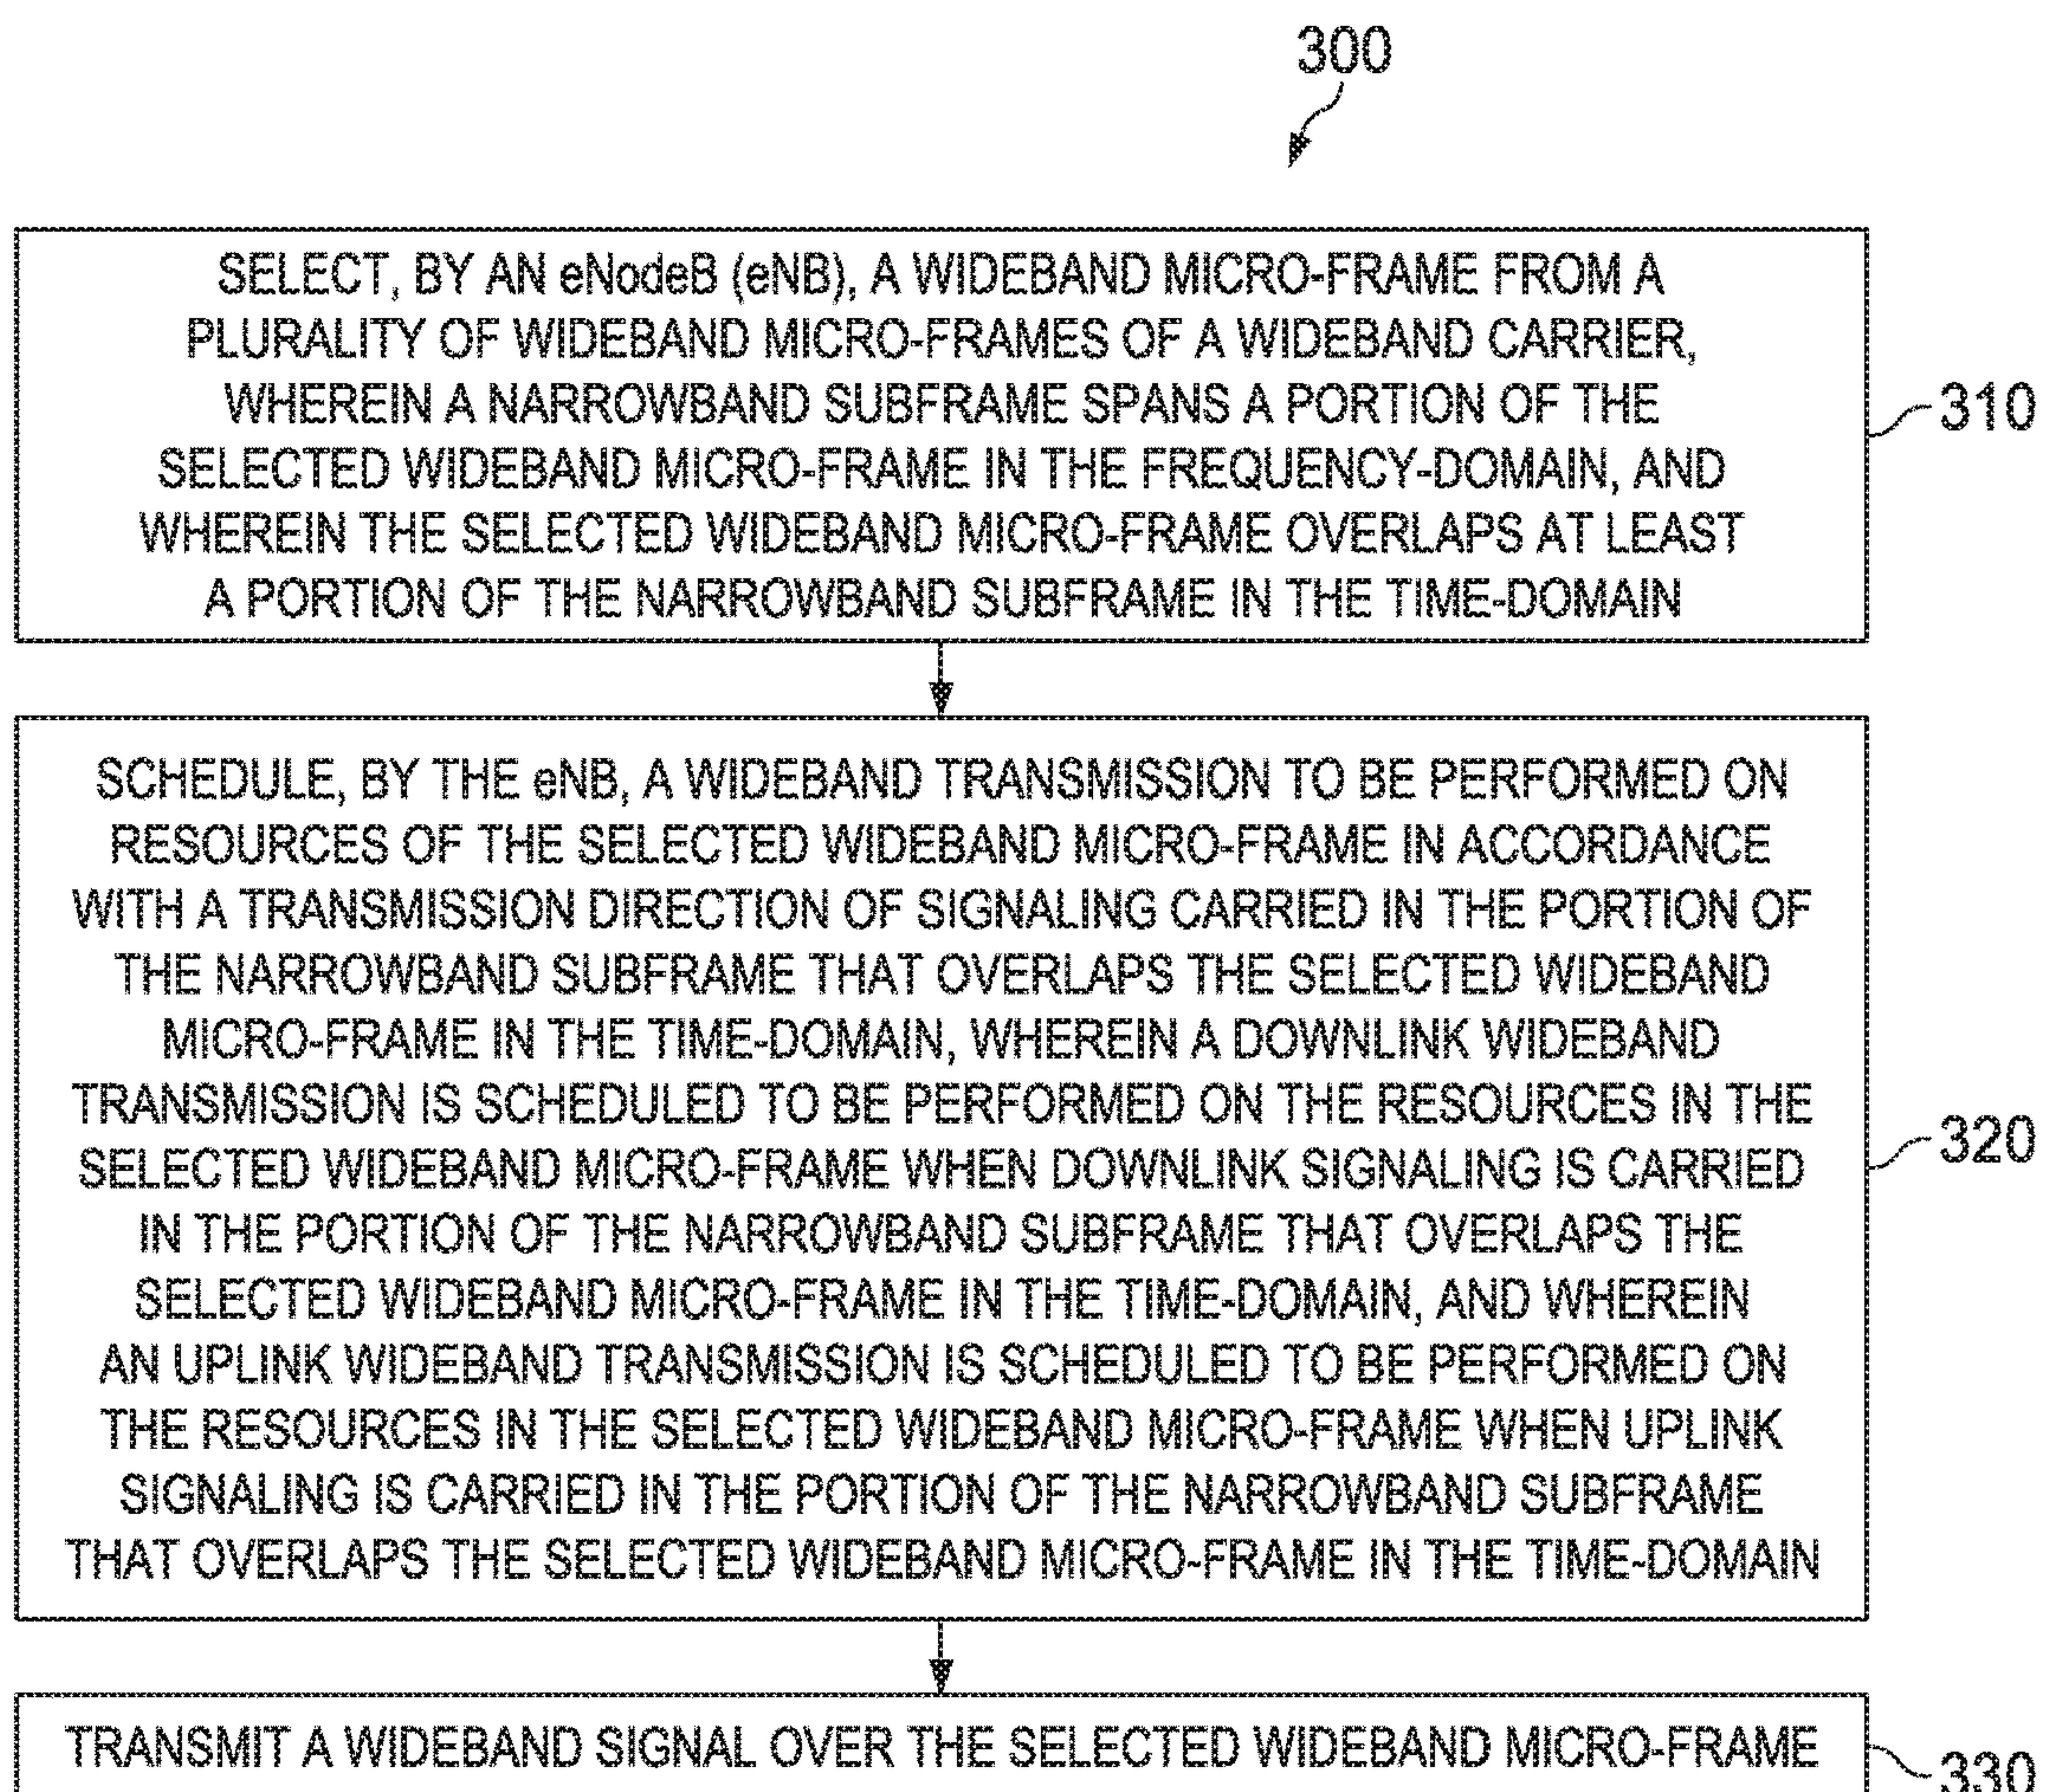 300
SELECT, BY AN eNodeB (eNB), A WIDEBAND MICRO-FRAME FROM A
PLURALITY OF WIDEBAND MICRO-FRAMES OF A WIDEBAND CARRIER,
WHEREIN A NARROWBAND SUBFRAME SPANS A PORTION OF THE
SELECTED WIDEBAND MICRO-FRAME IN THE FREQUENCY-DOMAIN, AND
WHEREIN THE SELECTED WIDEBAND MICRO-FRAME OVERLAPS AT LEAST
A PORTION OF THE NARROWBAND SUBFRAME IN THE TIME-DOMAIN
310
SCHEDULE, BY THE eNB, A WIDEBAND TRANSMISSION TO BE PERFORMED ON
RESOURCES OF THE SELECTED WIDEBAND MICRO-FRAME IN ACCORDANCE
WITH A TRANSMISSION DIRECTION OF SIGNALING CARRIED IN THE PORTION OF
THE NARROWBAND SUBFRAME THAT OVERLAPS THE SELECTED WIDEBAND
MICRO-FRAME IN THE TIME-DOMAIN, WHEREIN A DOWNLINK WIDEBAND
TRANSMISSION IS SCHEDULED TO BE PERFORMED ON THE RESOURCES IN THE
SELECTED WIDEBAND MICRO-FRAME WHEN DOWNLINK SIGNALING IS CARRIED
IN THE PORTION OF THE NARROWBAND SUBFRAME THAT OVERLAPS THE
SELECTED WIDEBAND MICRO-FRAME IN THE TIME-DOMAIN, AND WHEREIN
AN UPLINK WIDEBAND TRANSMISSION IS SCHEDULED TO BE PERFORMED ON
THE RESOURCES IN THE SELECTED WIDEBAND MICRO-FRAME WHEN UPLINK
SIGNALING IS CARRIED IN THE PORTION OF THE NARROWBAND SUBFRAME
THAT OVERLAPS THE SELECTED WIDEBAND MICRO-FRAME IN THE TIME-DOMAIN
320
TRANSMIT A WIDEBAND SIGNAL OVER THE SELECTED WIDEBAND MICRO-FRAME
330